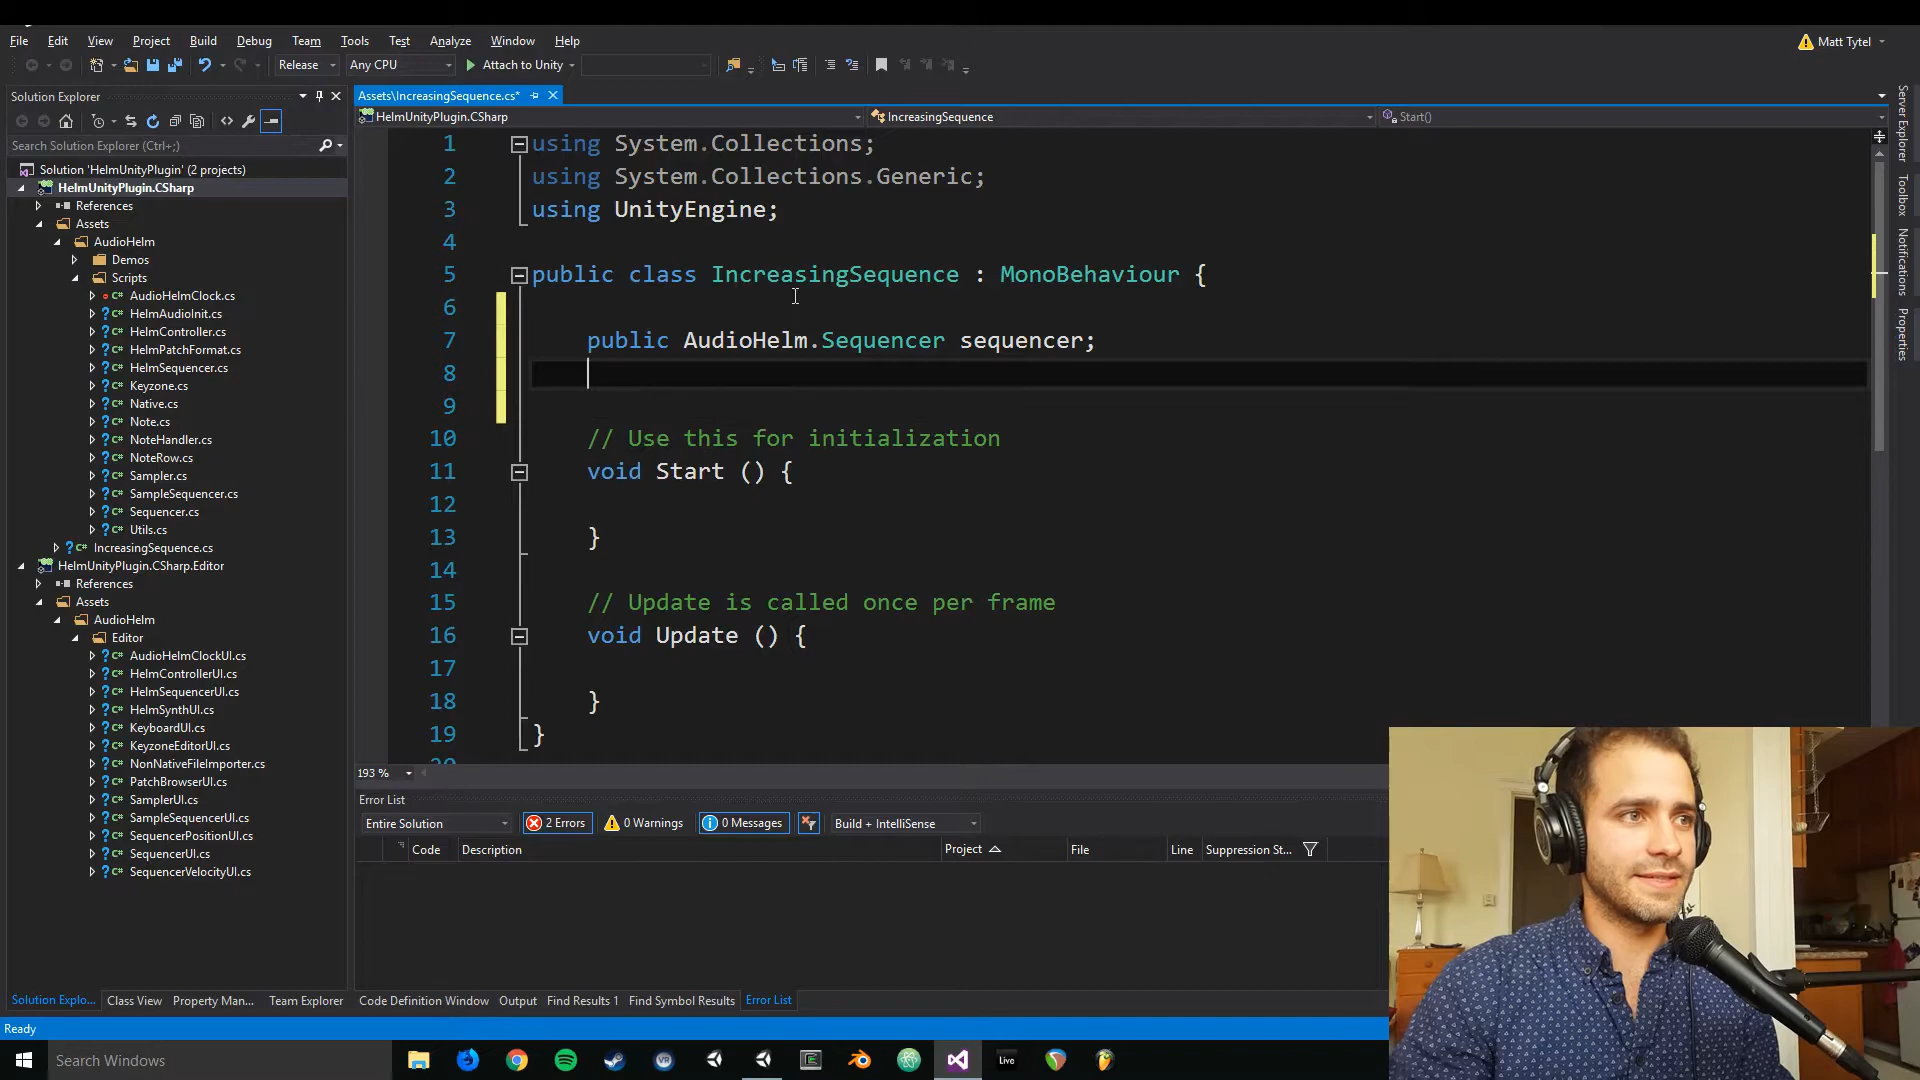 File Edit View Project Build Debug Team Tools Test Analyze Window Help
Matt Tytel
Release Any CPU Attach to Unity
Solution Explorer
Search Solution Explorer (Ctrl+;)
Solution 'HelmUnityPlugin' (2 projects)
HelmUnityPlugin.CSharp
References
Assets
AudioHelm
Demos
Scripts
AudioHelmClock.cs
HelmAudioInit.cs
HelmController.cs
HelmPatchFormat.cs
HelmSequencer.cs
Keyzone.cs
Native.cs
Note.cs
NoteHandler.cs
NoteRow.cs
Sampler.cs
SampleSequencer.cs
Sequencer.cs
Utils.cs
IncreasingSequence.cs
HelmUnityPlugin.CSharp.Editor
References
Assets
AudioHelm
Editor
AudioHelmClockUI.cs
HelmControllerUI.cs
HelmSequencerUI.cs
HelmSynthUI.cs
KeyboardUI.cs
KeyzoneEditorUI.cs
NonNativeFileImporter.cs
PatchBrowserUI.cs
SamplerUI.cs
SampleSequencerUI.cs
SequencerPositionUI.cs
SequencerUI.cs
SequencerVelocityUI.cs
Solution Explo... Class View Property Man... Team Explorer
Assets\IncreasingSequence.cs*
HelmUnityPlugin.CSharp IncreasingSequence Start()
1 using System.Collections;
2 using System.Collections.Generic;
3 using UnityEngine;
4
5 public class IncreasingSequence : MonoBehaviour {
6
7 public AudioHelm.Sequencer sequencer;
8
9
10 // Use this for initialization
11 void Start () {
12
13 }
14
15 // Update is called once per frame
16 void Update () {
17
18 }
19 }
193 %
Error List
Entire Solution 2 Errors 0 Warnings 0 Messages Build + IntelliSense
Code Description Project File Line Suppression St...
Code Definition Window Output Find Results 1 Find Symbol Results Error List
Server Explorer
Toolbox
Notifications
Properties
Ready
Search Windows
Live